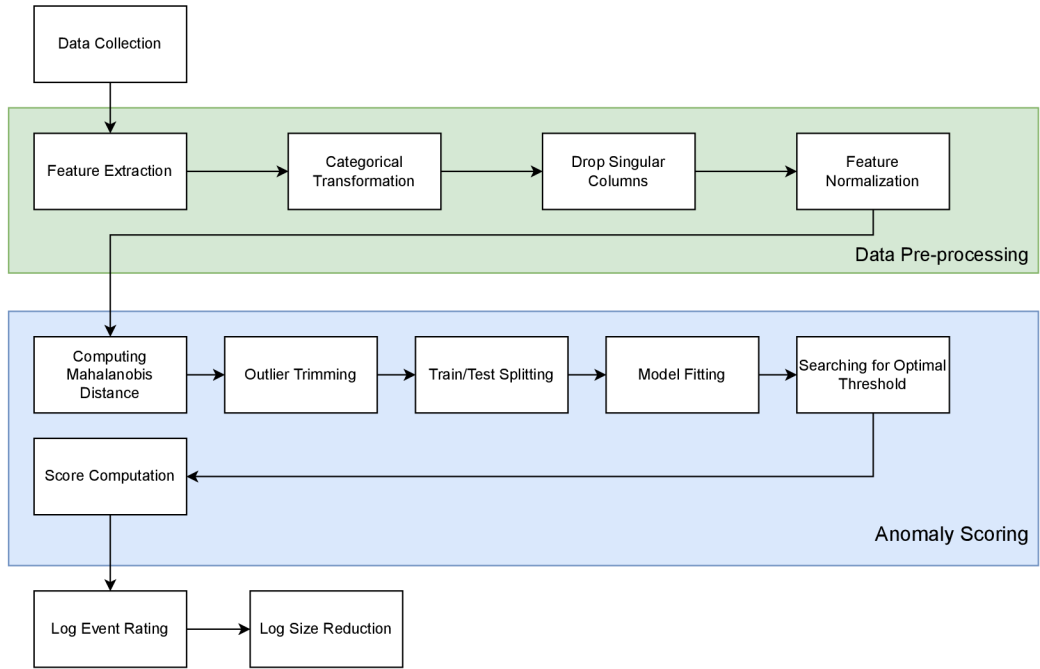 Data Collection
Feature Extraction
Categorical
Transformation
Drop Singular
Columns
Feature
Normalization
Data Pre-processing
Computing
Mahalanobis
Distance
Outlier Trimming
Train/Test Splitting
Model Fitting
Searching for Optimal
Threshold
Score Computation
Anomaly Scoring
Log Event Rating
Log Size Reduction